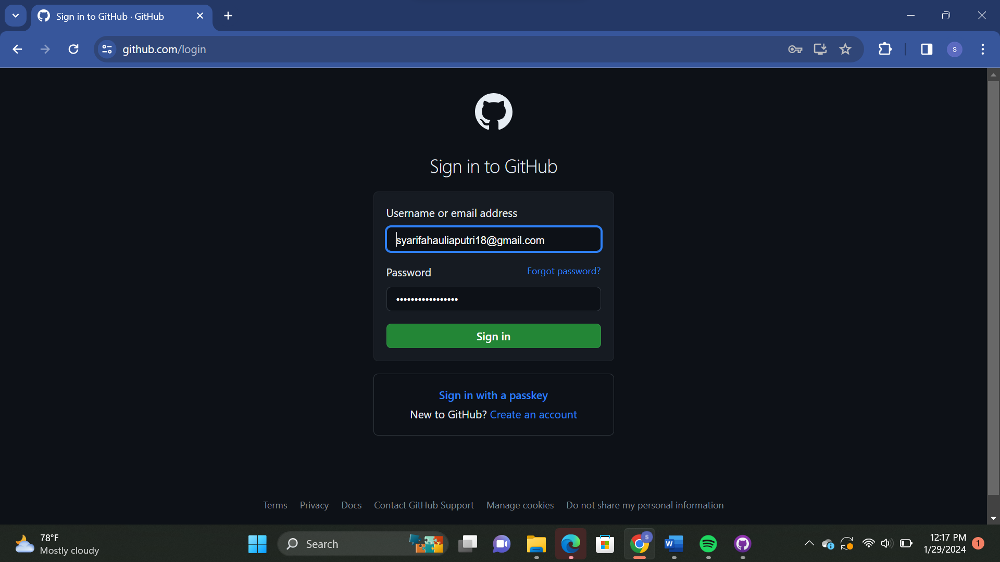 Sign in to GitHub · GitHub
github.com/login
s
Sign in to GitHub
Username or email address
syarifahauliaputri18@gmail.com
Password
Forgot password?
•••••••••••••••••
Sign in
Sign in with a passkey
New to GitHub? Create an account
Terms
Privacy
Docs
Contact GitHub Support
Manage cookies
Do not share my personal information
78°F
Mostly cloudy
Search
S
W
12:17 PM
1/29/2024
1